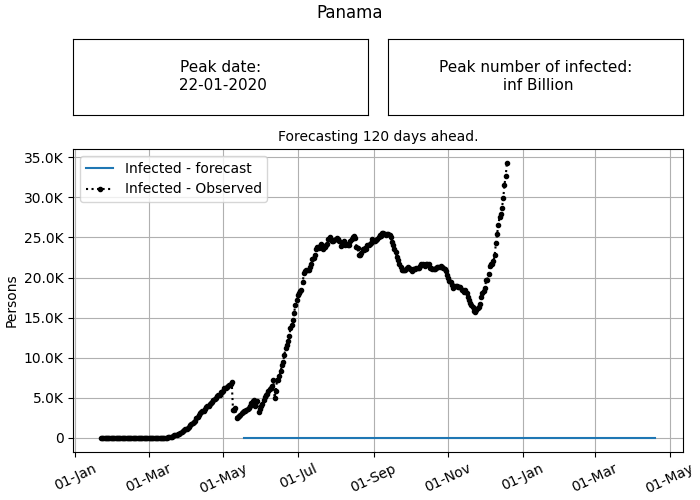 Panama
Peak date:
22-01-2020
Peak number of infected:
inf Billion
Forecasting 120 days ahead.
35.0K
30.0K
25.0K
20.0K
15.0K
10.0K
5.0K
0
Persons
Infected - forecast
Infected - Observed
01-Jan
01-Mar
01-May
01-Jul
01-Sep
01-Nov
01-Jan
01-Mar
01-May